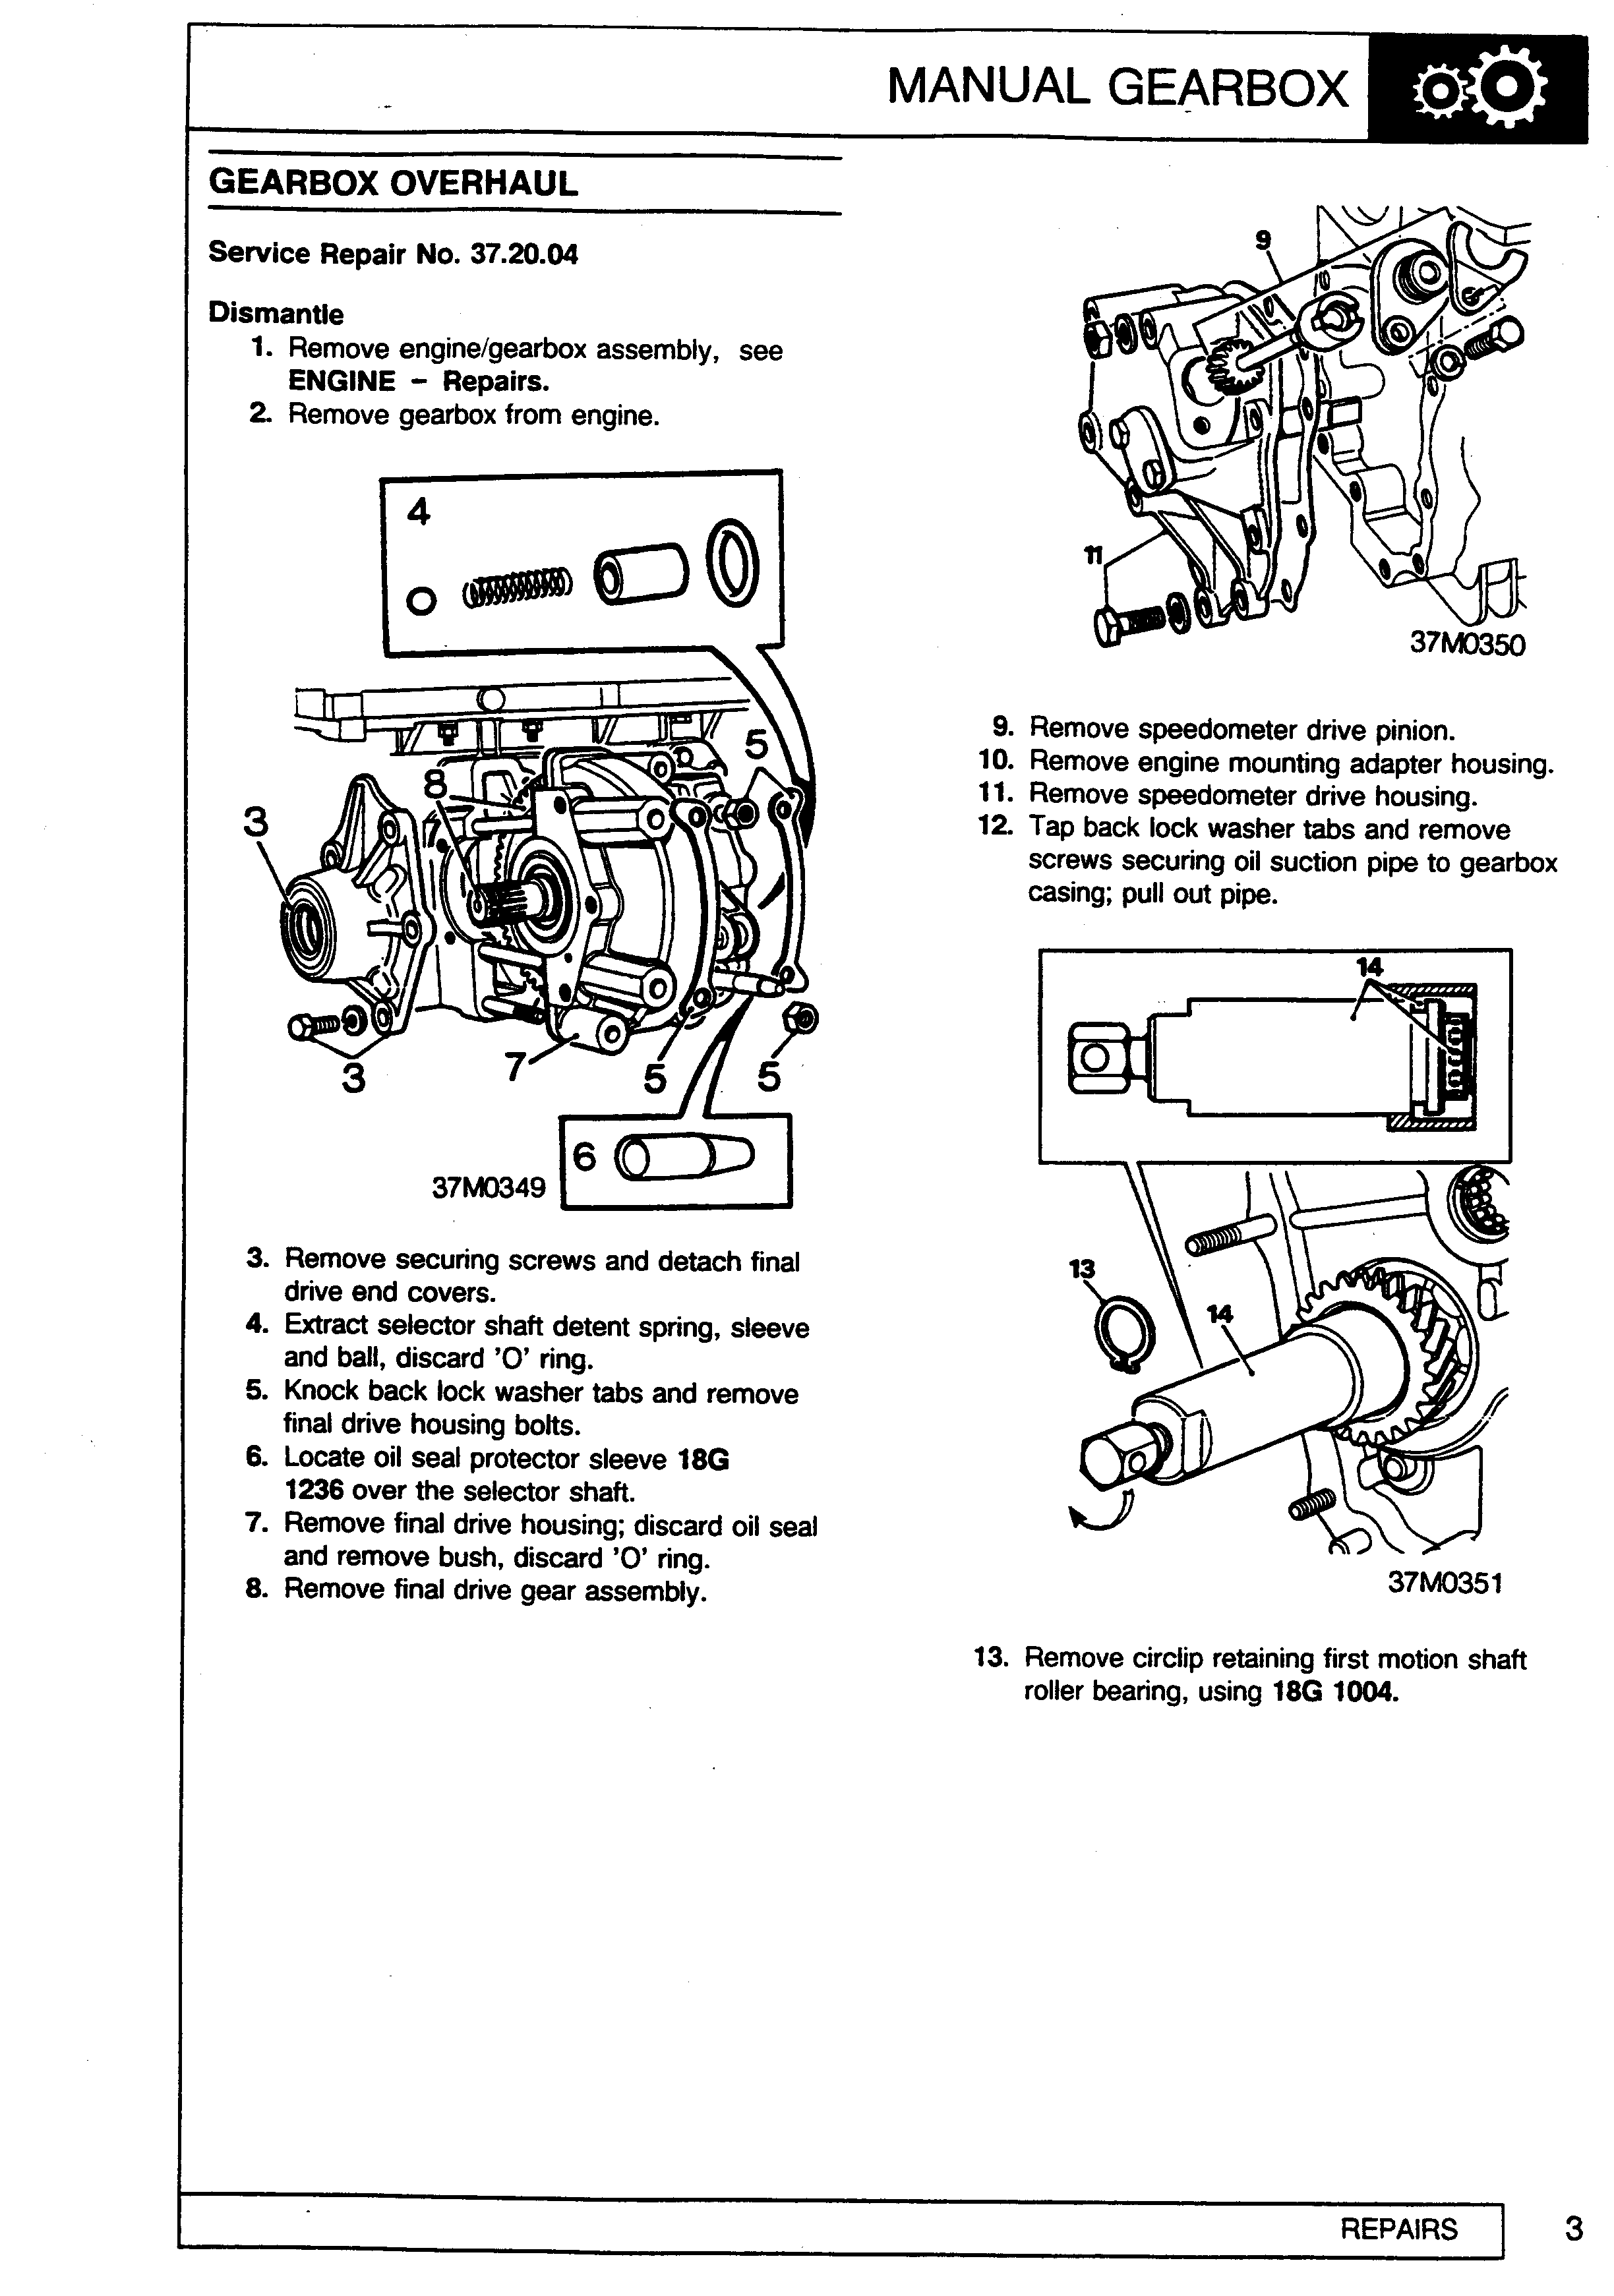 MANUAL GEARBOX
GEARBOX OVERHAUL
Service Repair No. 37.20.04
Dismantle
1. Remove engine/gearbox assembly, see
ENGINE – Repairs.
2. Remove gearbox from engine.
4
5
8
3
3
7
5
5
6
37M0349
3. Remove securing screws and detach final
drive end covers.
4. Extract selector shaft detent spring, sleeve
and ball, discard 'O' ring.
5. Knock back lock washer tabs and remove
final drive housing bolts.
6. Locate oil seal protector sleeve 18G
1236 over the selector shaft.
7. Remove final drive housing; discard oil seal
and remove bush, discard 'O' ring.
8. Remove final drive gear assembly.
9
11
37M0350
9. Remove speedometer drive pinion.
10. Remove engine mounting adapter housing.
11. Remove speedometer drive housing.
12. Tap back lock washer tabs and remove
screws securing oil suction pipe to gearbox
casing; pull out pipe.
14
13
14
37M0351
13. Remove circlip retaining first motion shaft
roller bearing, using 18G 1004.
REPAIRS
3